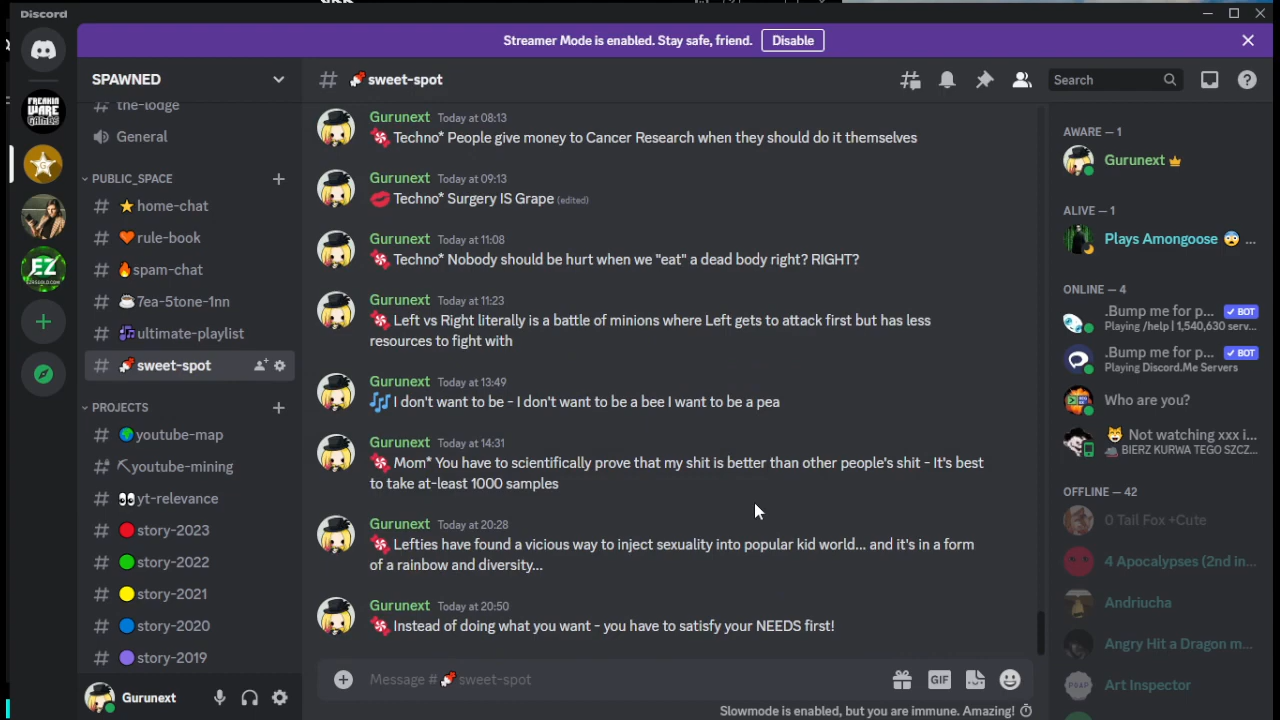 Discord
Streamer Mode is enabled. Stay safe, friend.
Disable
FREAKIN
WARE
GAMES
EZ
SPAWNED
the-lodge
General
PUBLIC_SPACE
home-chat
rule-book
spam-chat
7ea-5tone-1nn
ultimate-playlist
sweet-spot
PROJECTS
youtube-map
youtube-mining
yt-relevance
story-2023
story-2022
story-2021
story-2020
story-2019
Gurunext
# sweet-spot
Search
Gurunext Today at 08:13
Techno* People give money to Cancer Research when they should do it themselves
Gurunext Today at 09:13
Techno* Surgery IS Grape (edited)
Gurunext Today at 11:08
Techno* Nobody should be hurt when we "eat" a dead body right? RIGHT?
Gurunext Today at 11:23
Left vs Right literally is a battle of minions where Left gets to attack first but has less
resources to fight with
Gurunext Today at 13:49
I don't want to be - I don't want to be a bee I want to be a pea
Gurunext Today at 14:31
Mom* You have to scientifically prove that my shit is better than other people's shit - It's best
to take at-least 1000 samples
Gurunext Today at 20:28
Lefties have found a vicious way to inject sexuality into popular kid world... and it's in a form
of a rainbow and diversity...
Gurunext Today at 20:50
Instead of doing what you want - you have to satisfy your NEEDS first!
Message # sweet-spot
GIF
Slowmode is enabled, but you are immune. Amazing!
AWARE — 1
Gurunext
ALIVE — 1
Plays Amongoose ...
ONLINE — 4
.Bump me for p... ✓ BOT
Playing /help | 1,540,630 serv...
.Bump me for p... ✓ BOT
Playing Discord.Me Servers
Who are you?
Not watching xxx i...
BIERZ KURWA TEGO SZCZ...
OFFLINE — 42
0 Tail Fox +Cute
4 Apocalypses (2nd in...
Andriucha
Angry Hit a Dragon m...
Art Inspector